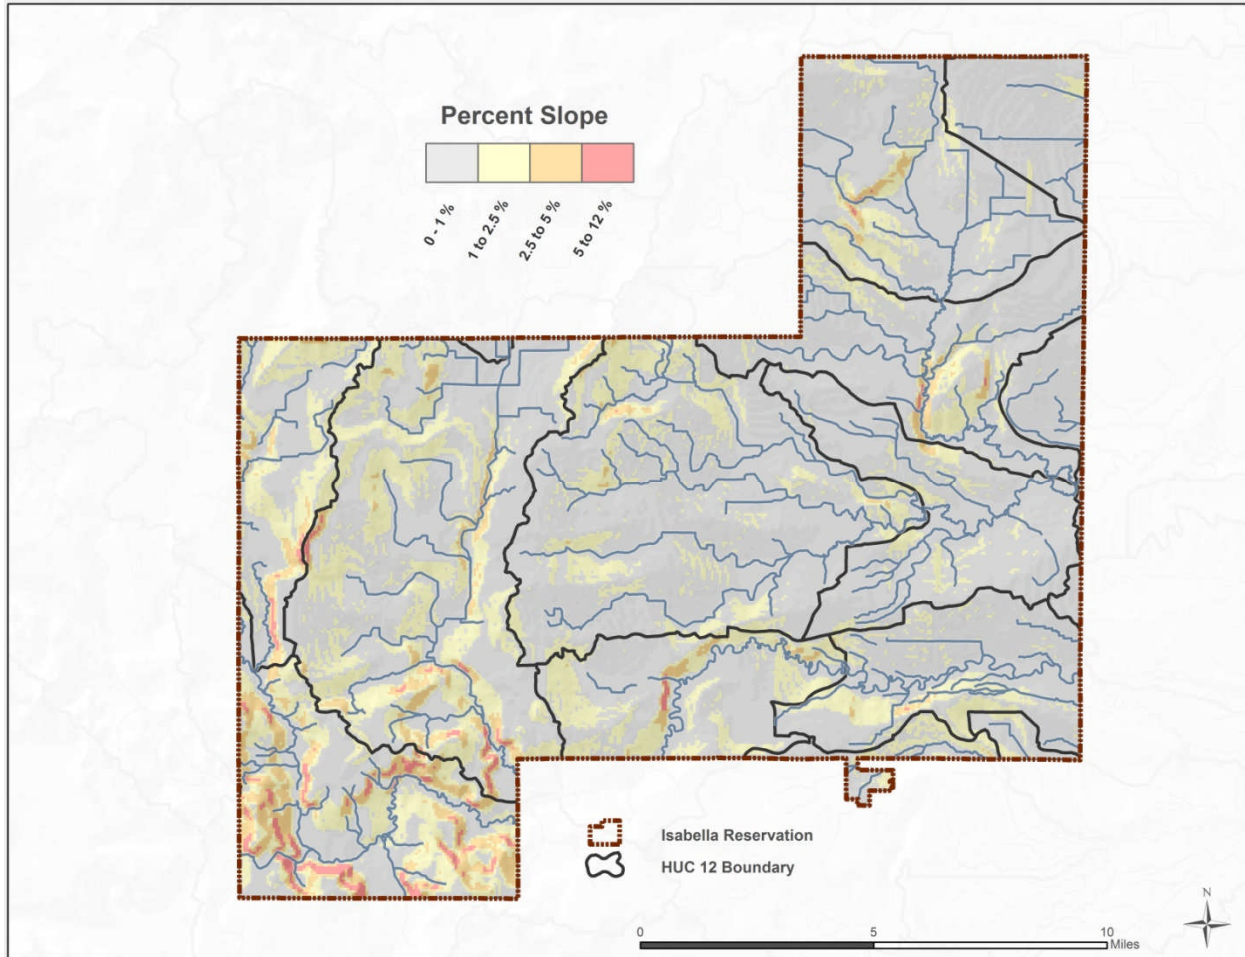 Percent Slope
0 - 1 %
1 to 2.5 %
2.5 to 5 %
5 to 12 %
Isabella Reservation
HUC 12 Boundary
N
0
5
10
Miles